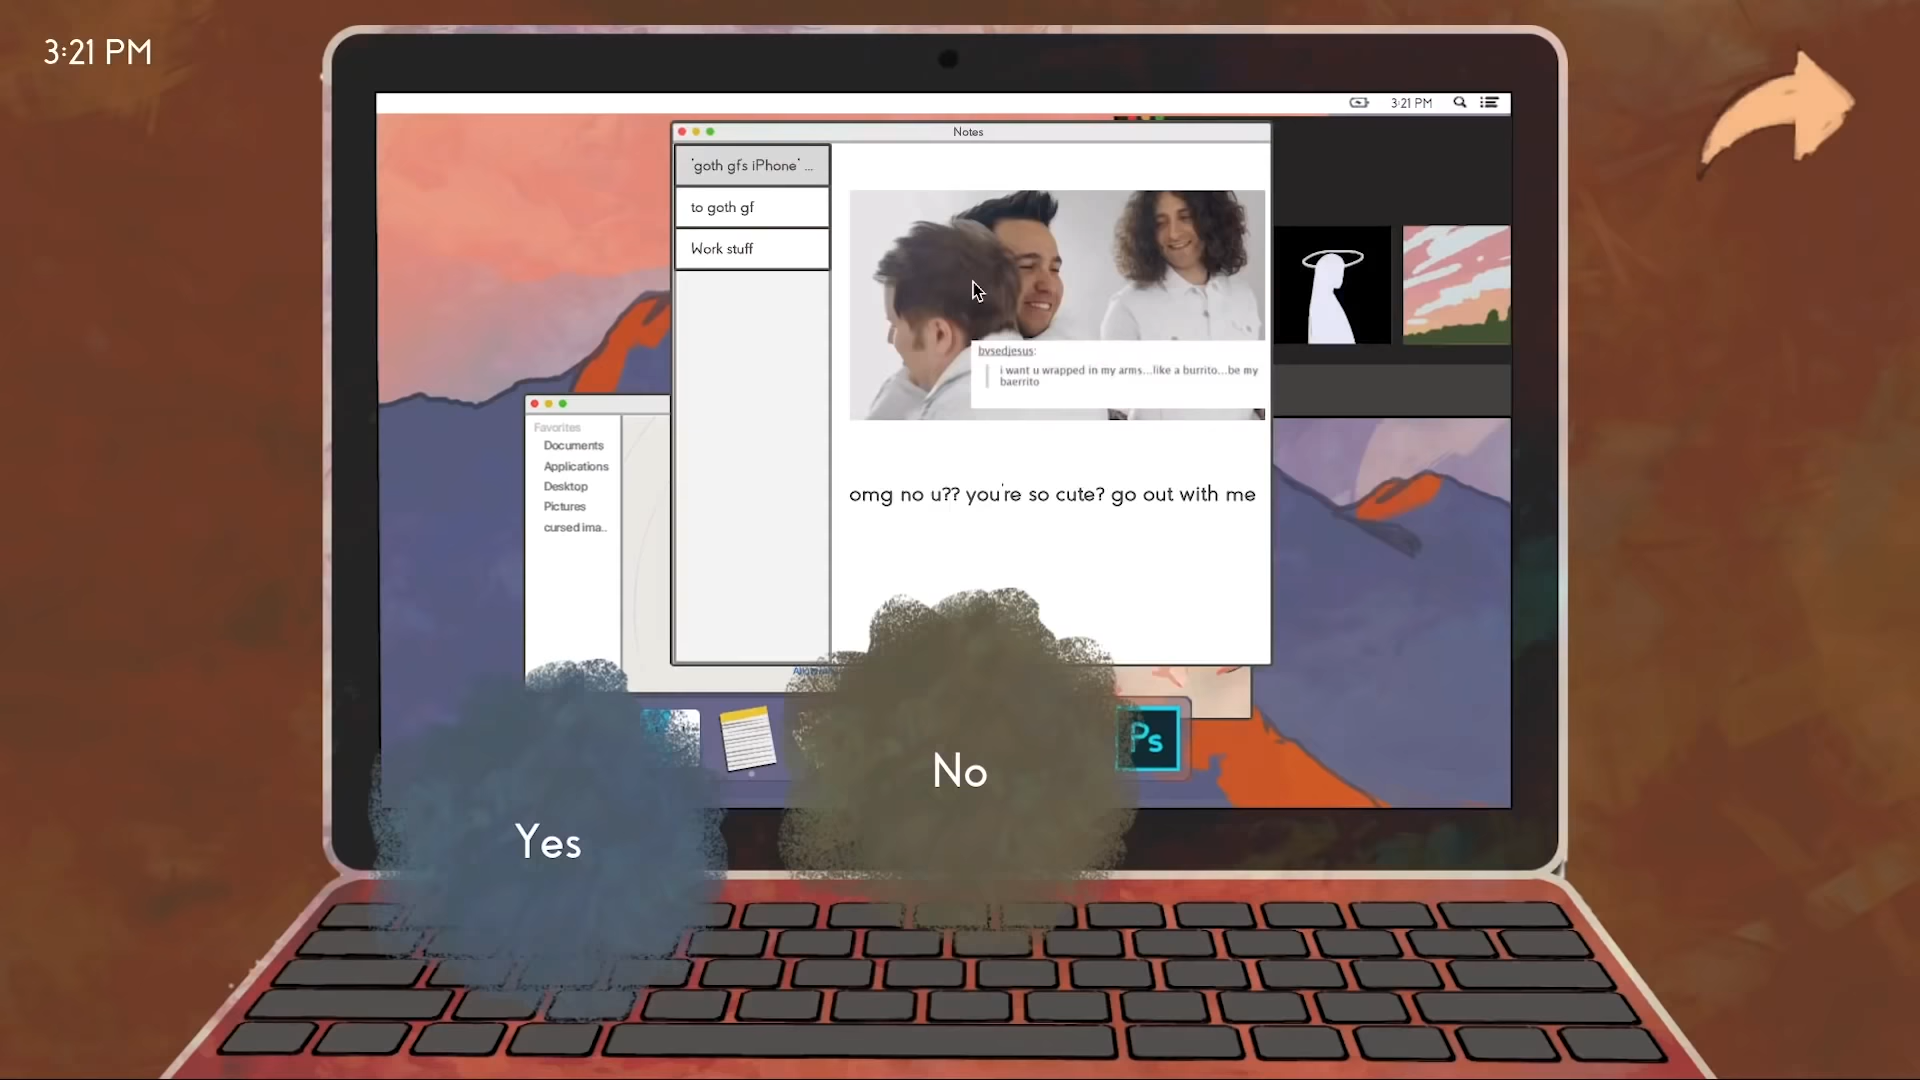 3:21 PM
3:21 PM
Notes
'goth gfs iPhone' ...
to goth gf
Work stuff
bvsedjesus:
i want u wrapped in my arms...like a burrito...be my
baerrito
Favorites
Documents
Applications
Desktop
Pictures
cursed ima..
omg no u?? you're so cute? go out with me
Ps
No
Yes